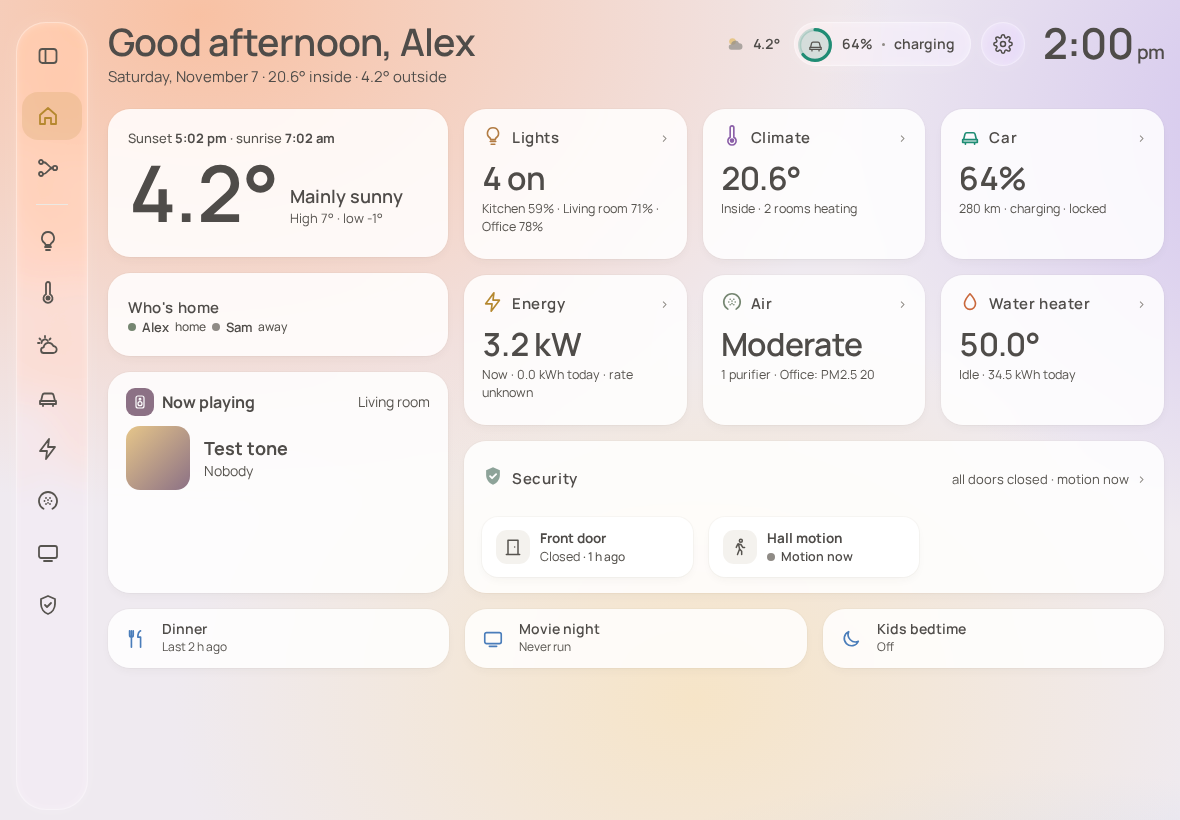 Good afternoon, Alex
Saturday, November 7 · 20.6° inside · 4.2° outside
4.2°
64% · charging
2:00 pm
Sunset 5:02 pm · sunrise 7:02 am
4.2°
Mainly sunny
High 7° · low -1°
Lights
4 on
Kitchen 59% · Living room 71% ·
Office 78%
Climate
20.6°
Inside · 2 rooms heating
Car
64%
280 km · charging · locked
Who's home
Alex home Sam away
Energy
3.2 kW
Now · 0.0 kWh today · rate
unknown
Air
Moderate
1 purifier · Office: PM2.5 20
Water heater
50.0°
Idle · 34.5 kWh today
Now playing
Living room
Test tone
Nobody
Security
all doors closed · motion now
Front door
Closed · 1 h ago
Hall motion
Motion now
Dinner
Last 2 h ago
Movie night
Never run
Kids bedtime
Off